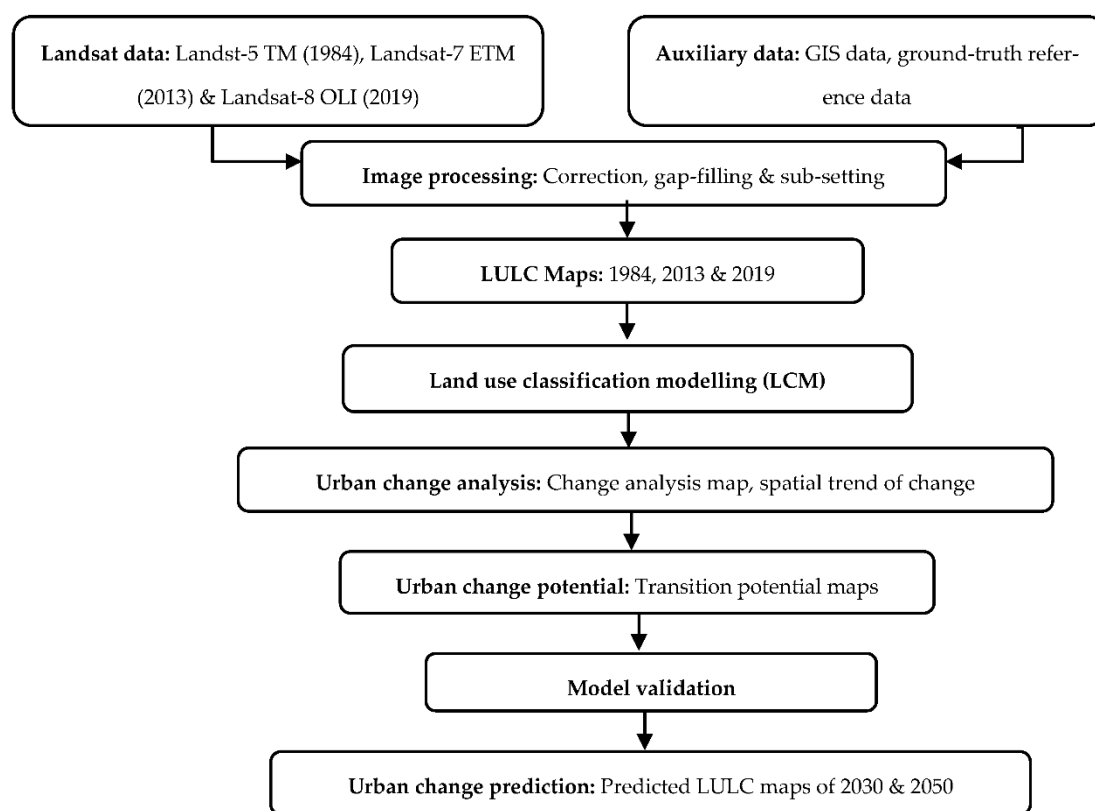 Landsat data: Landst-5 TM (1984), Landsat-7 ETM
(2013) & Landsat-8 OLI (2019)
Auxiliary data: GIS data, ground-truth refer-
ence data
Image processing: Correction, gap-filling & sub-setting
LULC Maps: 1984, 2013 & 2019
Land use classification modelling (LCM)
Urban change analysis: Change analysis map, spatial trend of change
Urban change potential: Transition potential maps
Model validation
Urban change prediction: Predicted LULC maps of 2030 & 2050